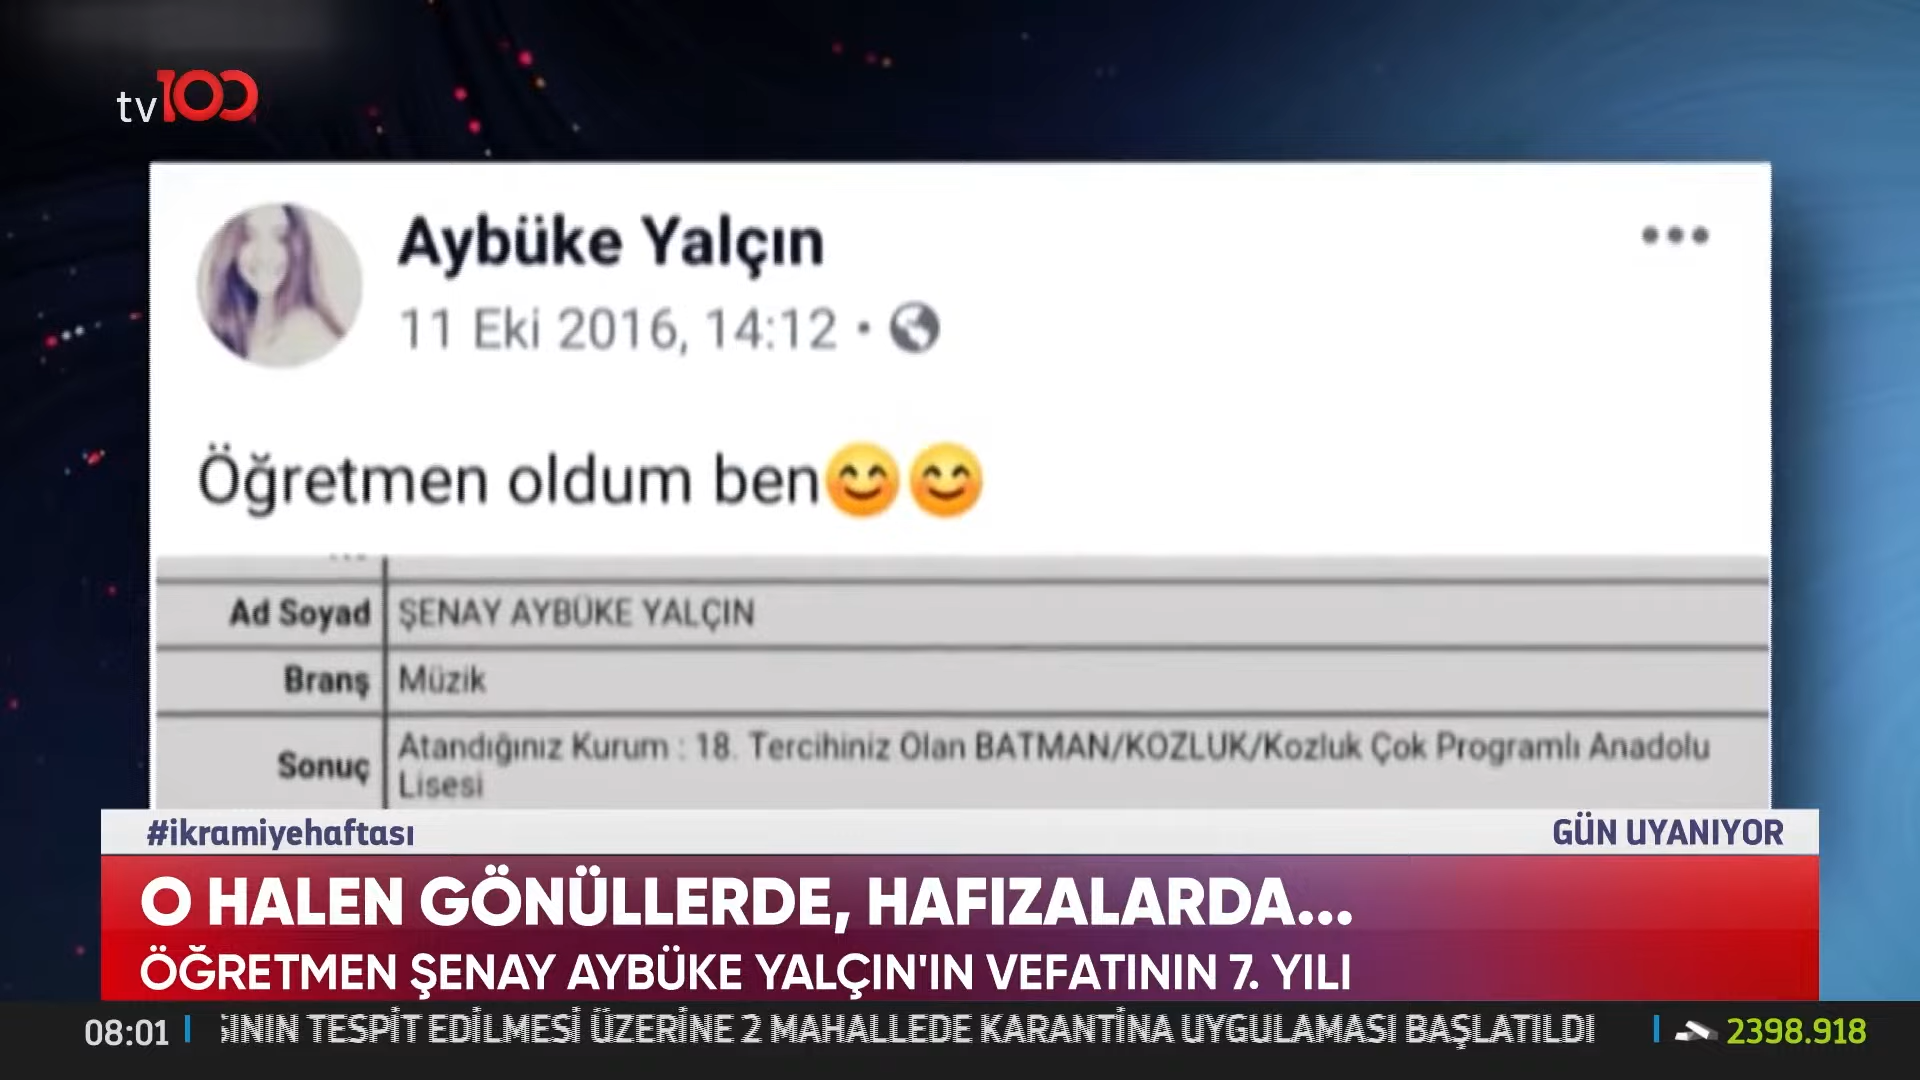 tv100
Aybüke Yalçın
11 Eki 2016, 14:12
Öğretmen oldum ben😊😊
Ad Soyad ŞENAY AYBÜKE YALÇIN
Branş Müzik
Sonuç Atandığınız Kurum : 18. Tercihiniz Olan BATMAN/KOZLUK/Kozluk Çok Programlı Anadolu
Lisesi
#ikramiyehaftası GÜN UYANIYOR
O HALEN GÖNÜLLERDE, HAFIZALARDA...
ÖĞRETMEN ŞENAY AYBÜKE YALÇIN'IN VEFATININ 7. YILI
08:01 TESPİT EDİLMESİ ÜZERİNE 2 MAHALLEDE KARANTİNA UYGULAMASI BAŞLATILDI 2398.918